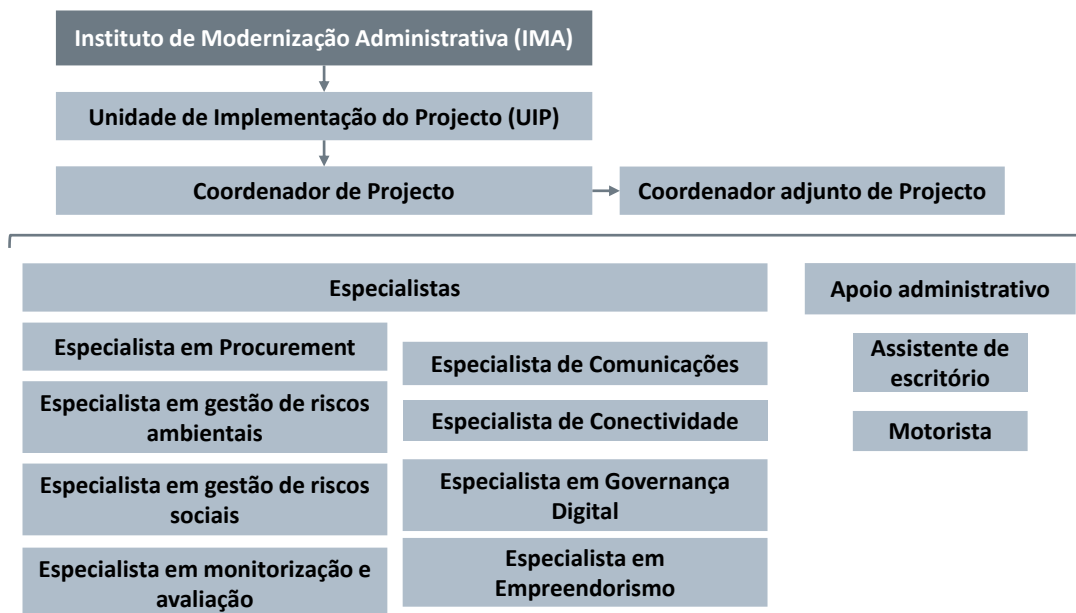 Instituto de Modernização Administrativa (IMA)
Unidade de Implementação do Projecto (UIP)
Coordenador de Projecto
Coordenador adjunto de Projecto
Especialistas
Especialista em Procurement
Especialista em gestão de riscos
ambientais
Especialista em gestão de riscos
sociais
Especialista em monitorização e
avaliação
Especialista de Comunicações
Especialista de Conectividade
Especialista em Governança
Digital
Especialista em
Empreendorismo
Apoio administrativo
Assistente de
escritório
Motorista